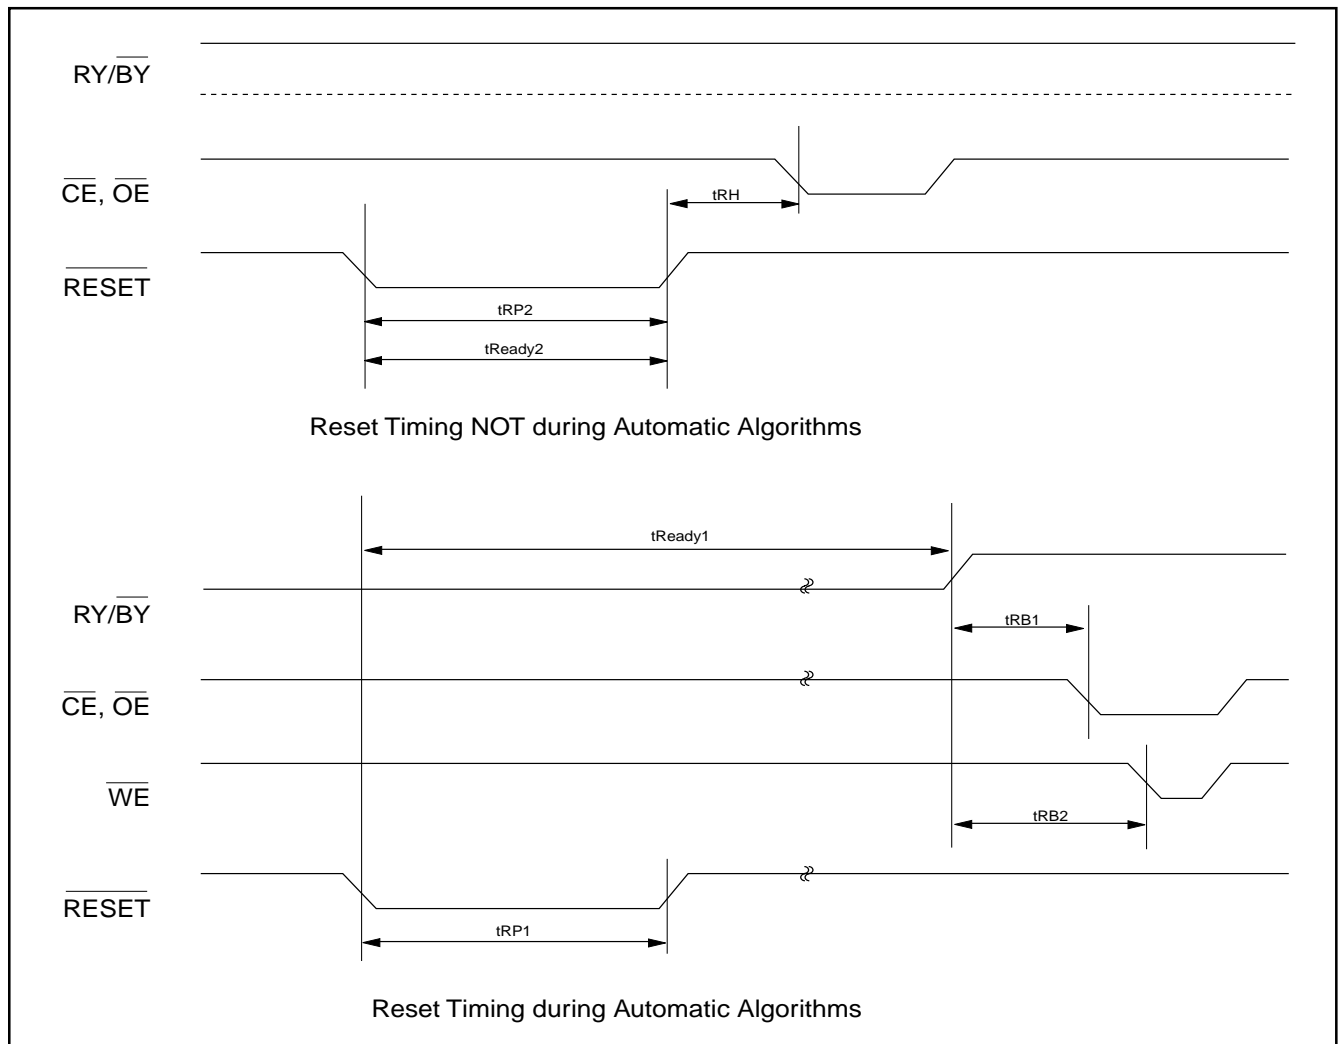 RY/BY
CE, OE
tRH
RESET
tRP2
tReady2
Reset Timing NOT during Automatic Algorithms
tReady1
RY/BY
tRB1
CE, OE
WE
tRB2
RESET
tRP1
Reset Timing during Automatic Algorithms